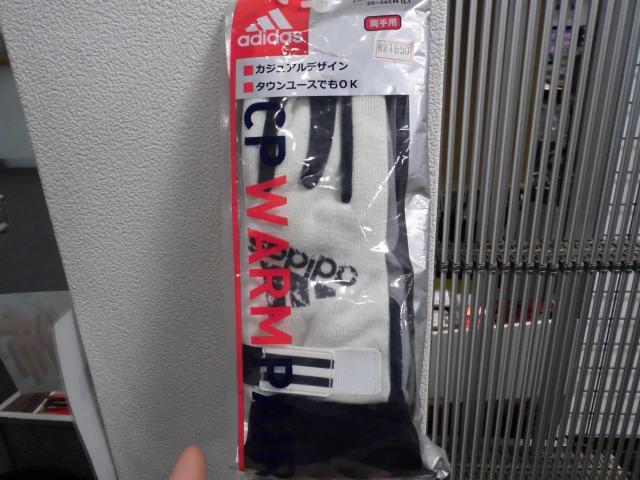 adidas
両手用
カジュアルデザイン
タウンユースでもOK
CP WARM PAIR
adidas